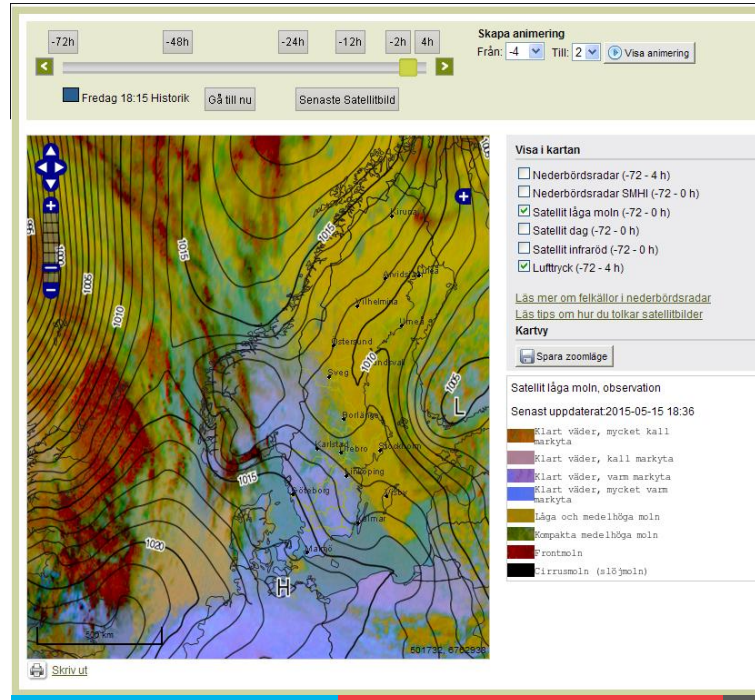 -72h -48h -24h -12h -2h 4h
Fredag 18:15 Historik Gå till nu Senaste Satellitbild
Skapa animering
Från: -4 Till: 2 Visa animering
Visa i kartan
Nederbördsradar (-72 - 4 h)
Nederbördsradar SMHI (-72 - 0 h)
Satellit låga moln (-72 - 0 h)
Satellit dag (-72 - 0 h)
Satellit infraröd (-72 - 0 h)
Lufttryck (-72 - 4 h)
Läs mer om felkällor i nederbördsradar
Läs tips om hur du tolkar satellitbilder
Kartvy
Spara zoomläge
Satellit låga moln, observation
Senast uppdaterat:2015-05-15 18:36
Klart väder, mycket kall
markyta
Klart väder, kall markyta
Klart väder, varm markyta
Klart väder, mycket varm
markyta
Låga och medelhöga moln
Kompakta medelhöga moln
Frontmoln
Cirrusmoln (slöjmoln)
Kiruna
1015
1015
1005
1010
Vilhelmina
Umeå
Östersund
1010
Sveg
1005
L
Borlänge
Karlstad
Stockholm
Linköping
1015
Göteborg
Visby
Kalmar
1020
Malmö
H
500 km
501732, 6762938
Skriv ut